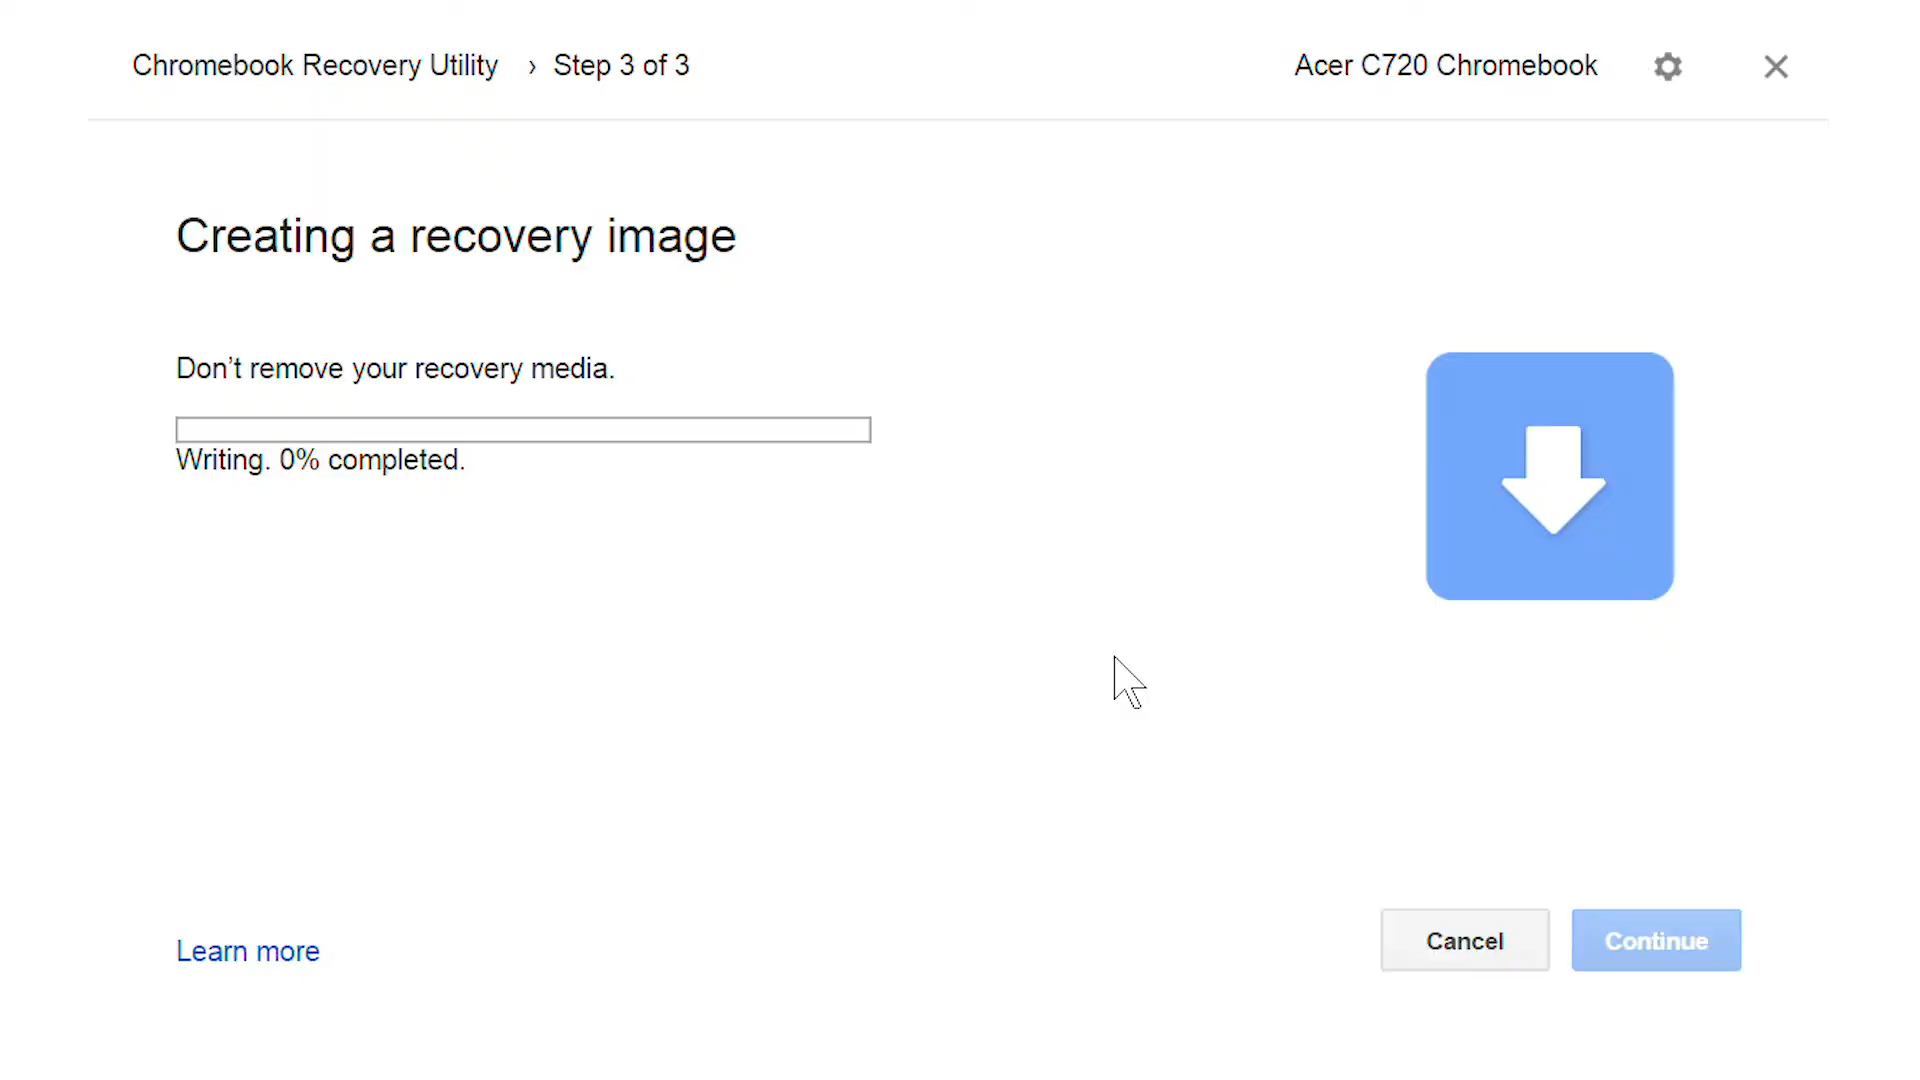 Chromebook Recovery Utility › Step 3 of 3
Acer C720 Chromebook
Creating a recovery image
Don’t remove your recovery media.
Writing. 0% completed.
Learn more
Cancel
Continue